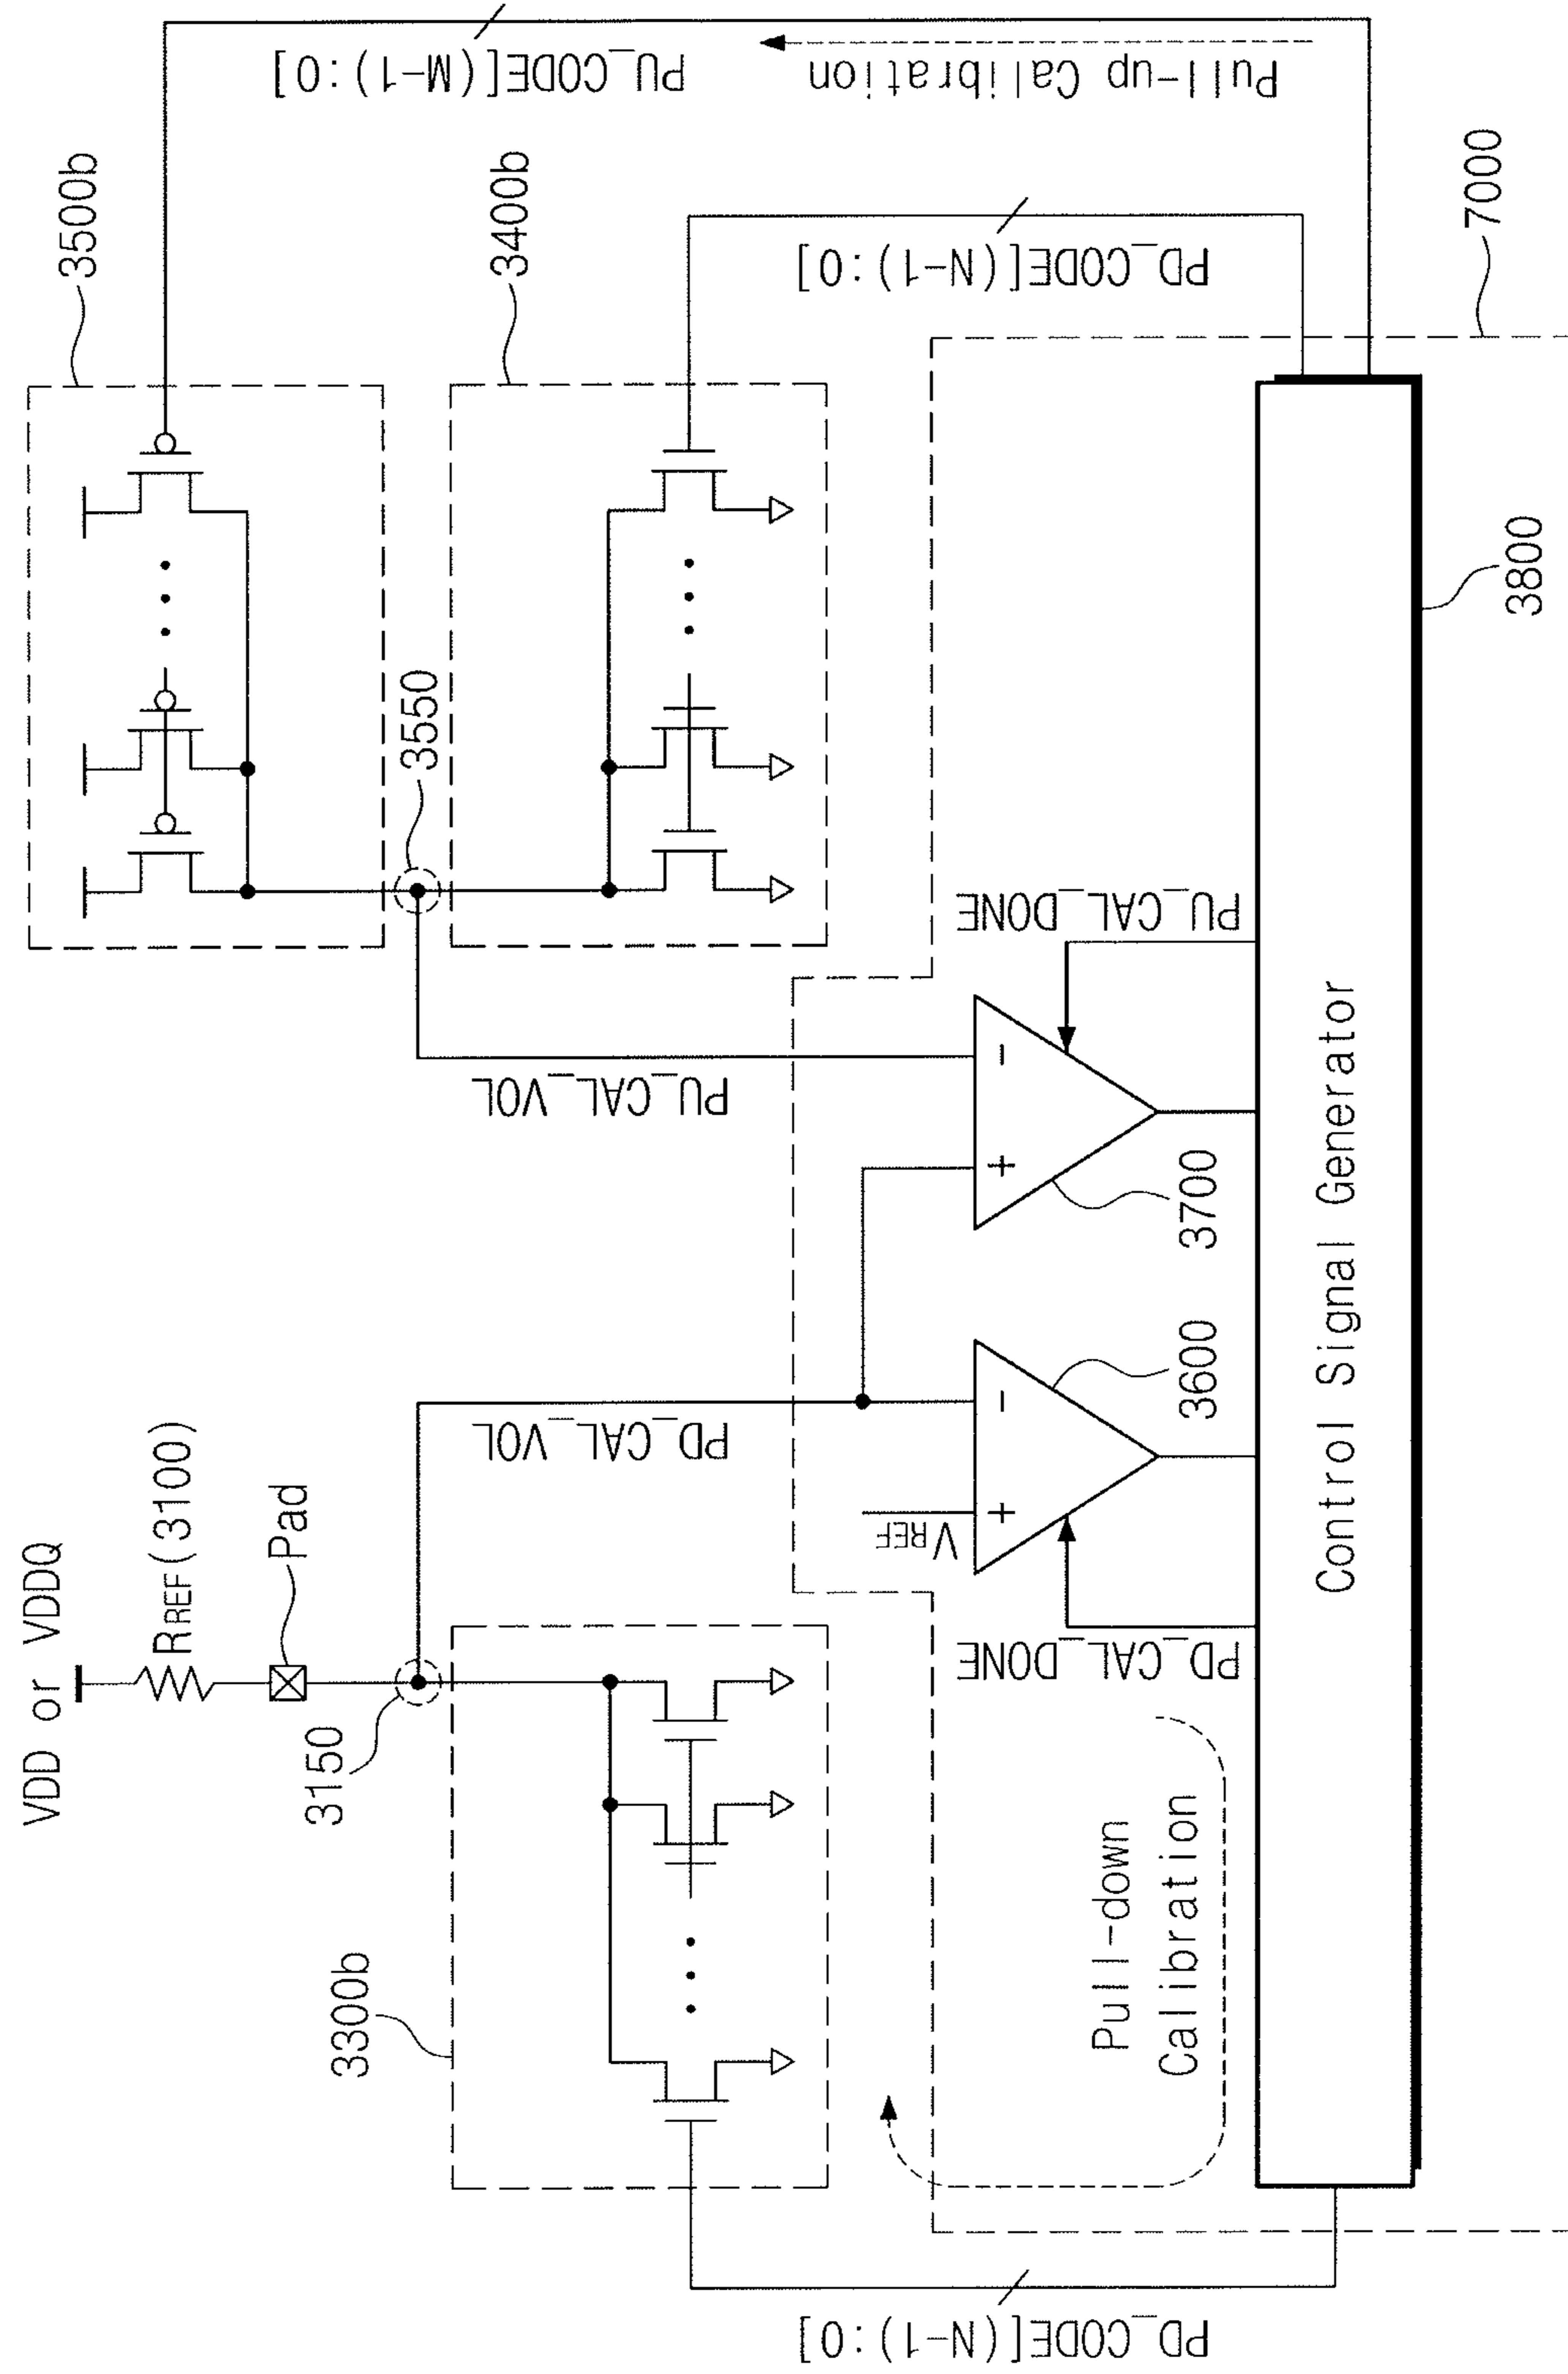 VDD or VDDQ
RREF(3100)
Pad
3150
3300b
3500b
3400b
3550
PU_CODE[(M-1):0]
Pull-up Calibration
PD_CODE[(N-1):0]
7000
PD_CAL_VOL
PU_CAL_VOL
VREF
+
-
3600
+
-
3700
PD_CAL_DONE
PU_CAL_DONE
Pull-down
Calibration
PD_CODE[(N-1):0]
Control Signal Generator
3800